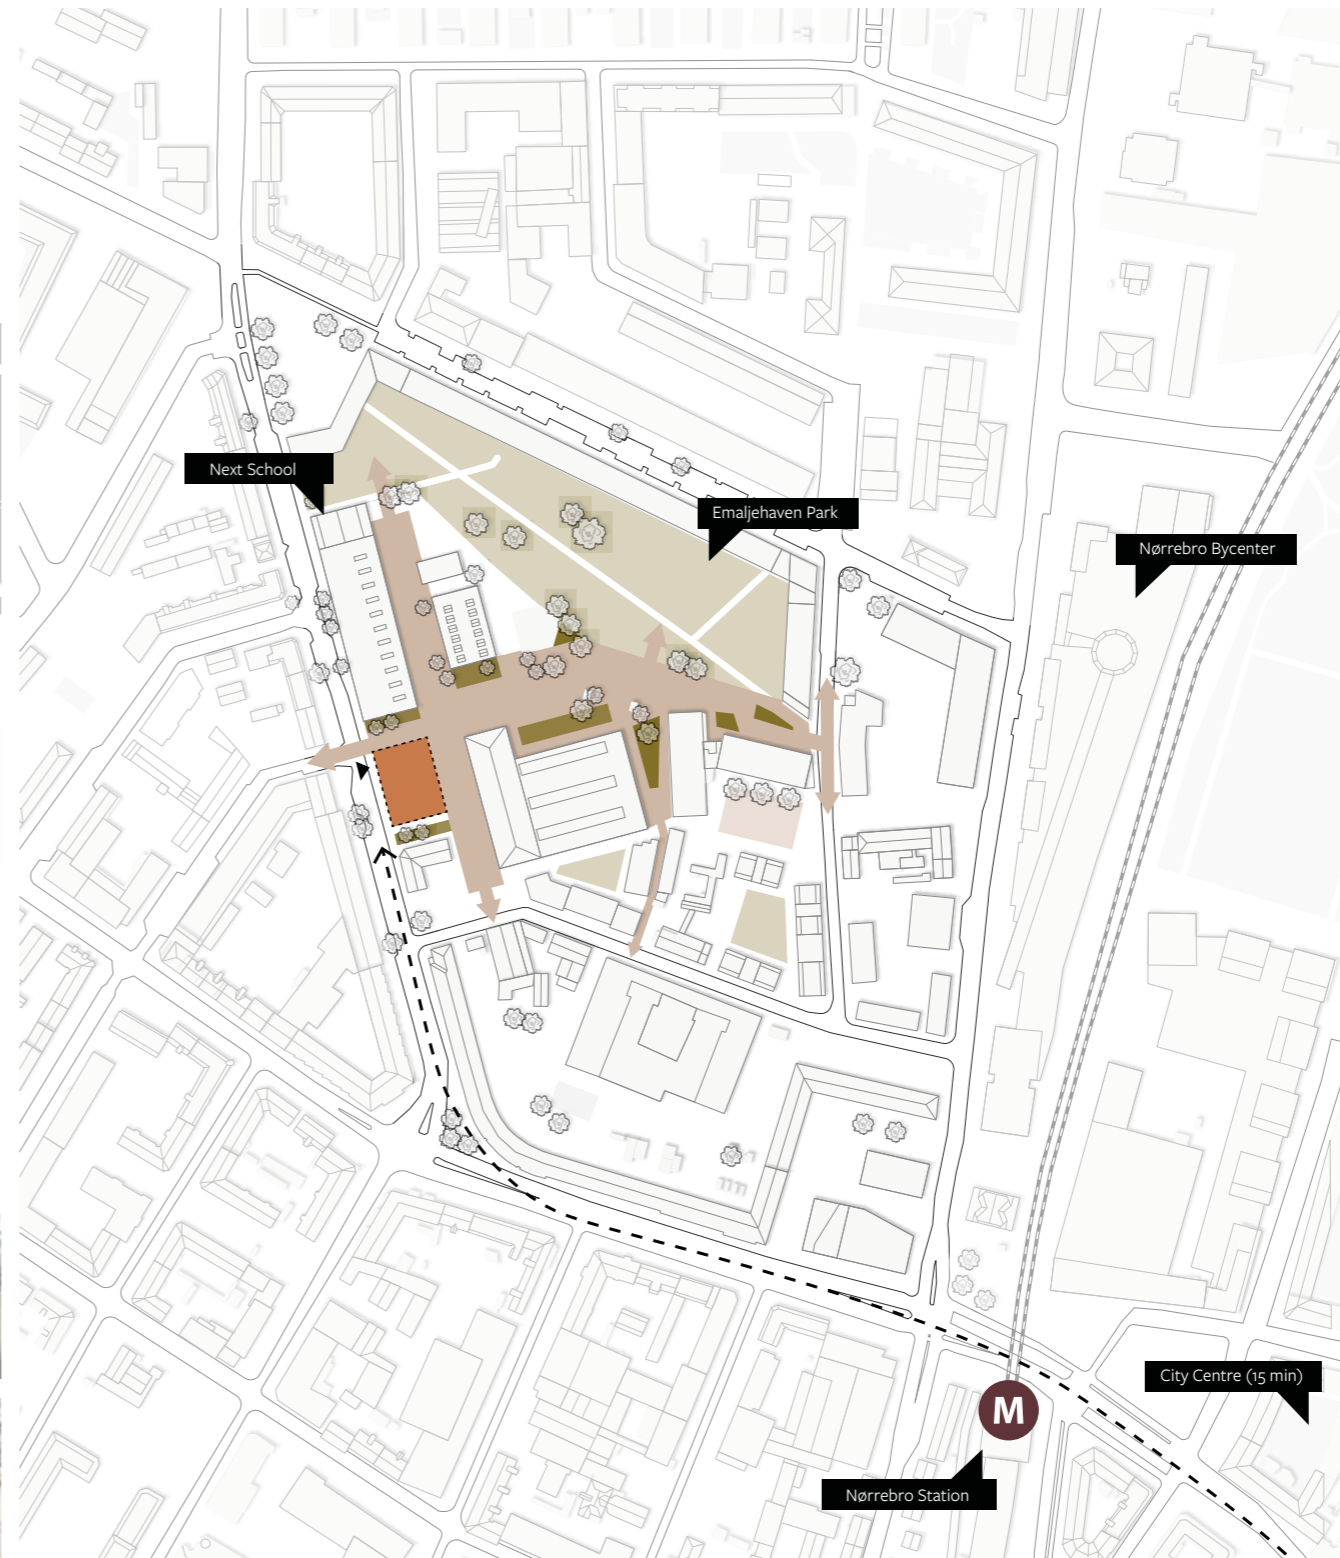 Next School
Emaljehaven Park
Nørrebro Bycenter
City Centre (15 min)
M
Nørrebro Station